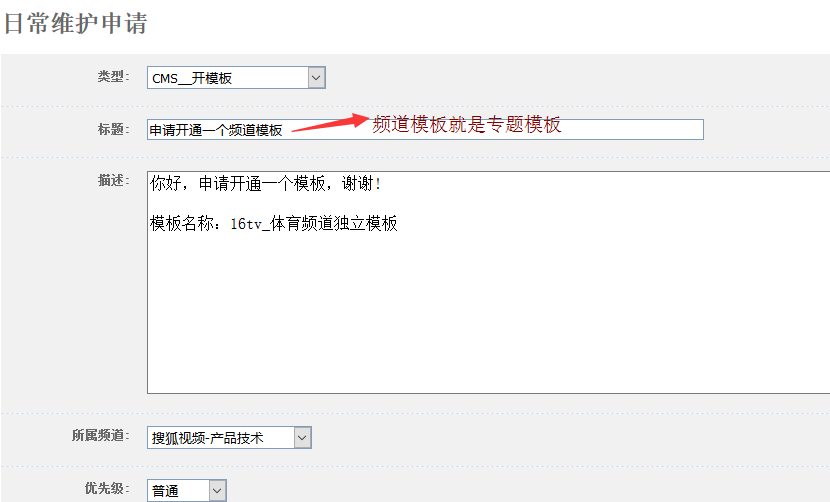 日常维护申请
类型：
CMS__开模板
标题：
申请开通一个频道模板
频道模板就是专题模板
描述：
你好，申请开通一个模板，谢谢！
模板名称：16tv_体育频道独立模板
所属频道：
搜狐视频-产品技术
优先级：
普通